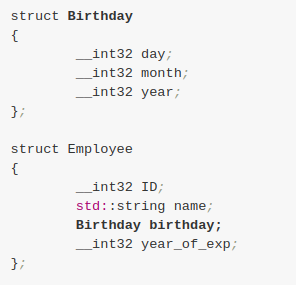 struct Birthday
{
        __int32 day;
        __int32 month;
        __int32 year;
};

struct Employee
{
        __int32 ID;
        std::string name;
        Birthday birthday;
        __int32 year_of_exp;
};